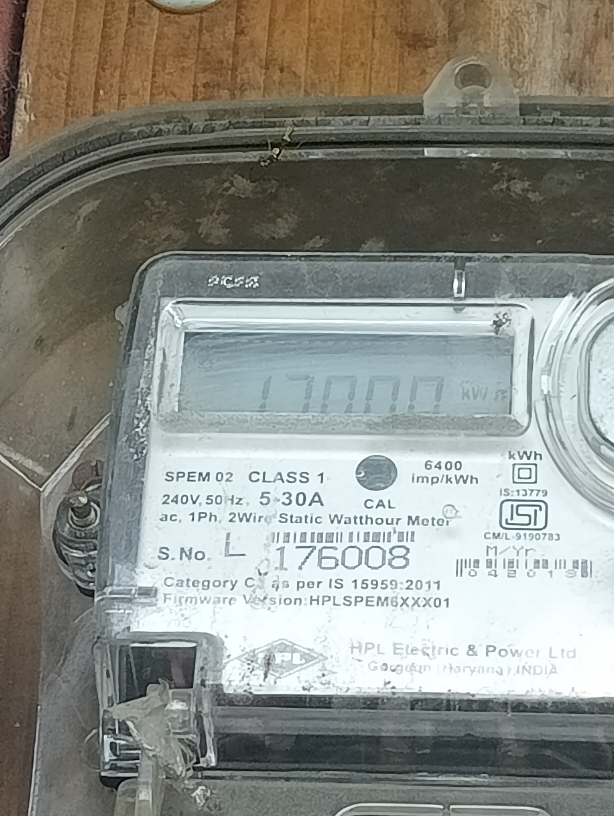 kWh
SPEM 02 CLASS 1
6400
imp/kWh
240V, 50Hz, 5-30A
CAL
IS:13779
ac, 1Ph, 2Wire Static Watthour Meter
CM/L-9190783
S.No. L 176008
M/Yr.
Category C as per IS 15959:2011
Firmware Version:HPLSPEM6XXX01
HPL Electric & Power Ltd
Gurgaon (Haryana) INDIA